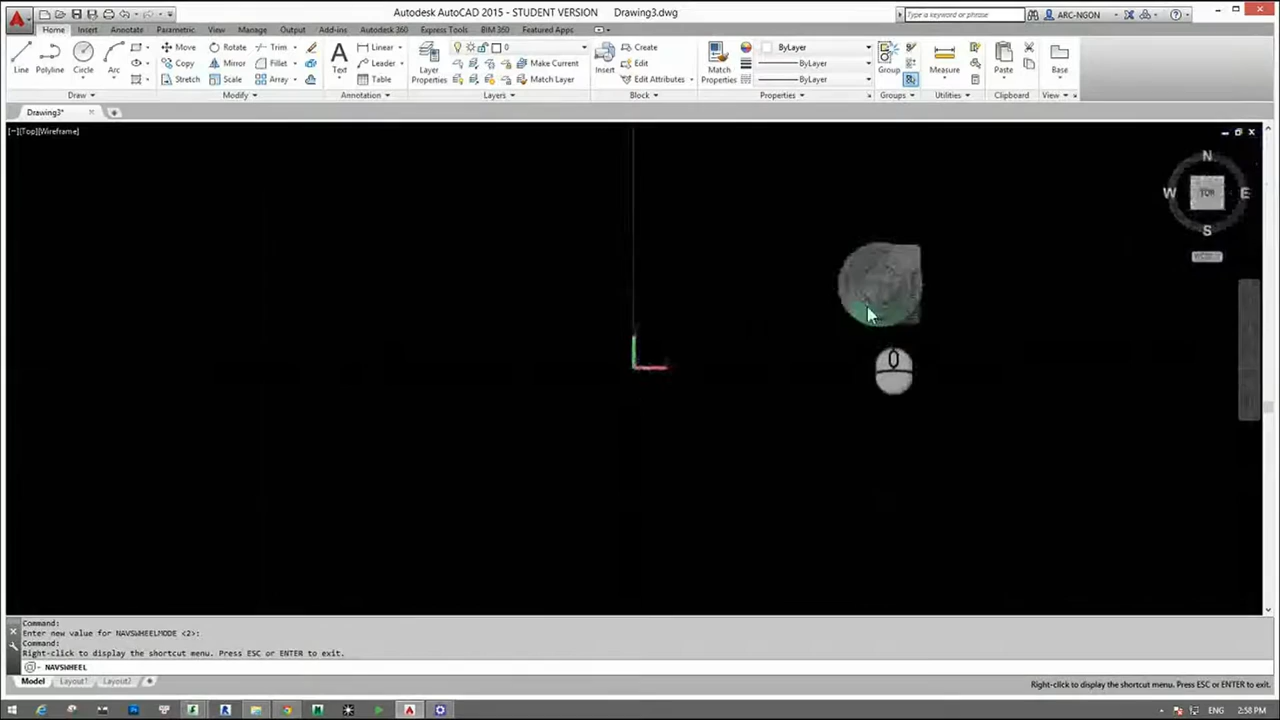 Autodesk AutoCAD 2015 - STUDENT VERSION Drawing3.dwg
Type a keyword or phrase
ARC-NGON
Home Insert Annotate Parametric View Manage Output Add-ins Autodesk 360 Express Tools BIM 360 Featured Apps
Line Polyline Circle Arc
Move Rotate Trim
Copy Mirror Fillet
Stretch Scale Array
Text
Linear
Leader
Table
Layer
Properties
0
Make Current
Match Layer
Insert
Create
Edit
Edit Attributes
Match
Properties
ByLayer
ByLayer
ByLayer
Group
Measure
Paste
Base
Draw Modify Annotation Layers Block Properties Groups Utilities Clipboard View
Drawing3*
[−][Top][Wireframe]
N
W TOP E
S
Command:
Enter new value for NAVSWHEELMODE <2>:
Command:
Right-click to display the shortcut menu. Press ESC or ENTER to exit.
NAVSWHEEL
Model Layout1 Layout2
Right-click to display the shortcut menu. Press ESC or ENTER to exit.
ENG 2:58 PM